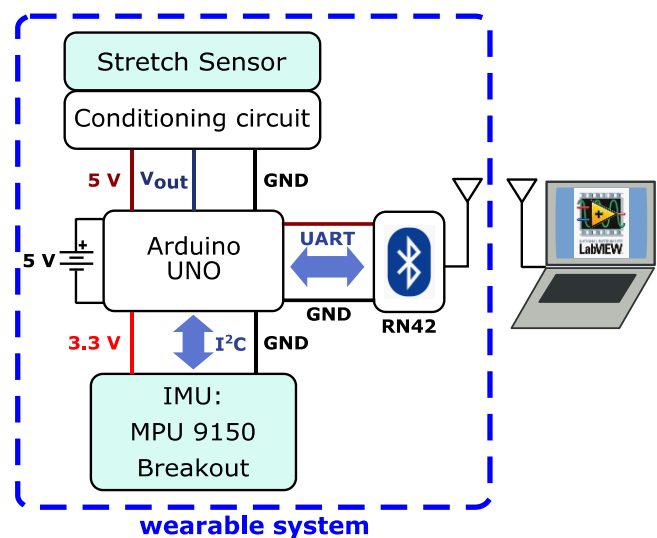 Stretch Sensor
Conditioning circuit
5 V
Vout
GND
5 V
Arduino
UNO
UART
GND
RN42
LabVIEW
3.3 V
I²C
GND
IMU:
MPU 9150
Breakout
wearable system